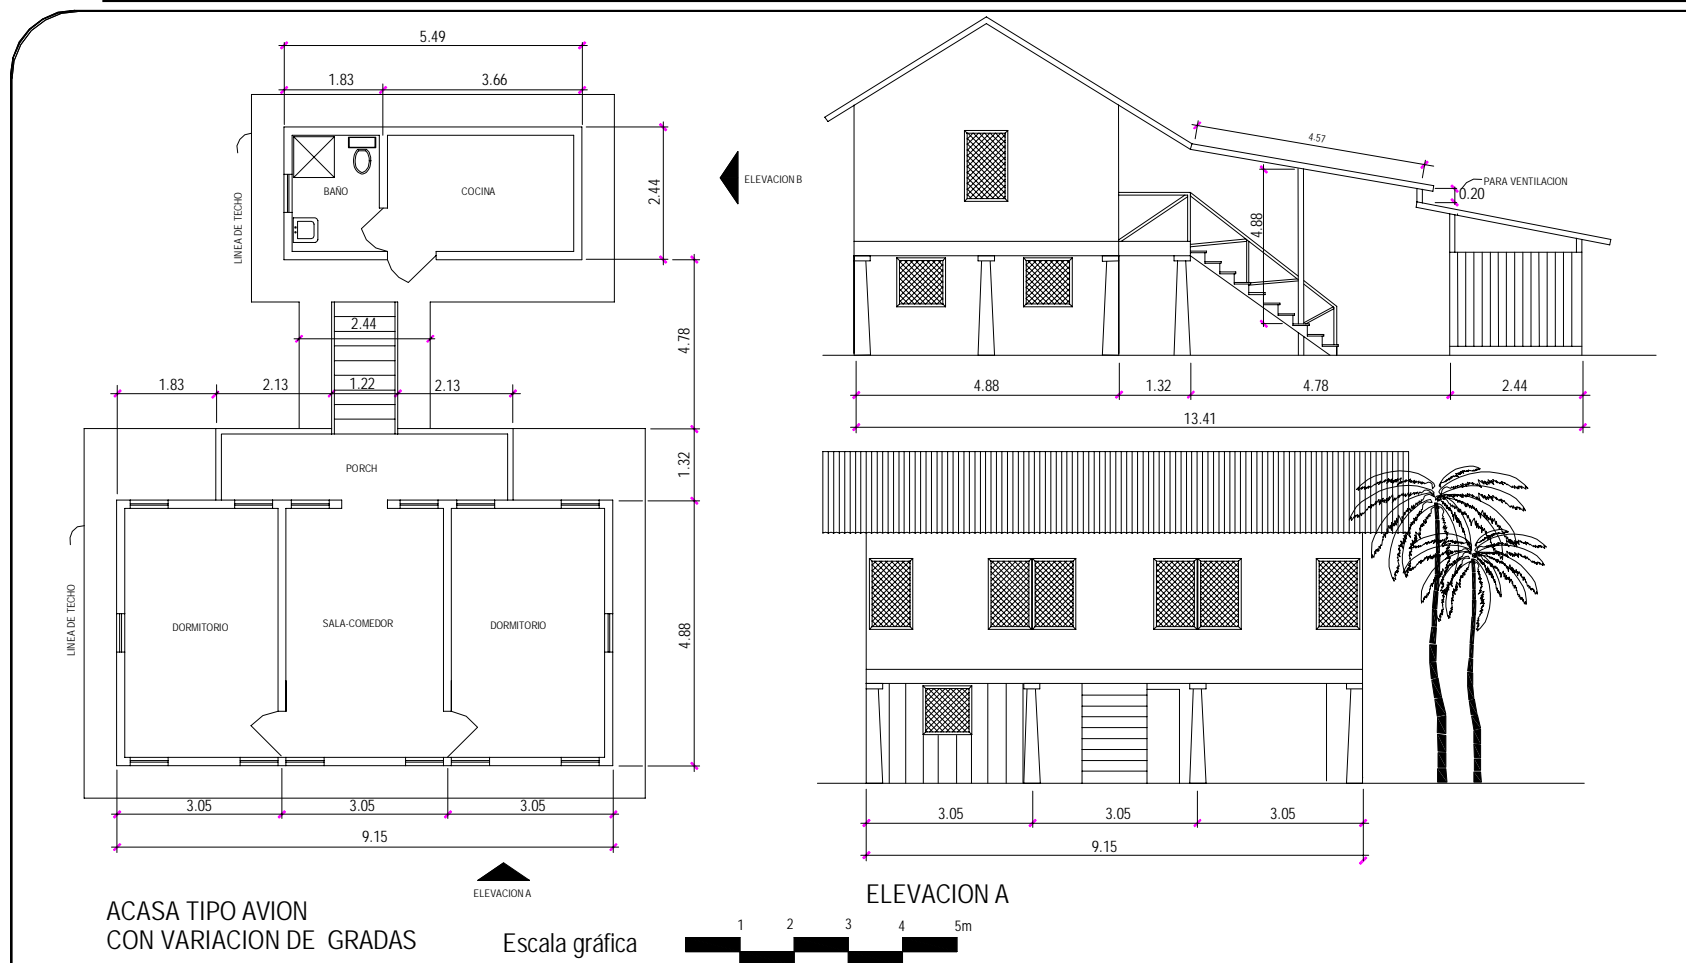 5.49
1.83
3.66
BAÑO
COCINA
2.44
LINEA DE TECHO
ELEVACION B
2.44
4.78
1.83
2.13
1.22
2.13
PORCH
1.32
LINEA DE TECHO
DORMITORIO
SALA-COMEDOR
DORMITORIO
4.88
3.05
3.05
3.05
9.15
ELEVACION A
ACASA TIPO AVION
CON VARIACION DE GRADAS
Escala gráfica
1
2
3
4
5m
4.57
PARA VENTILACION
0.20
4.88
4.88
1.32
4.78
2.44
13.41
3.05
3.05
3.05
9.15
ELEVACION A